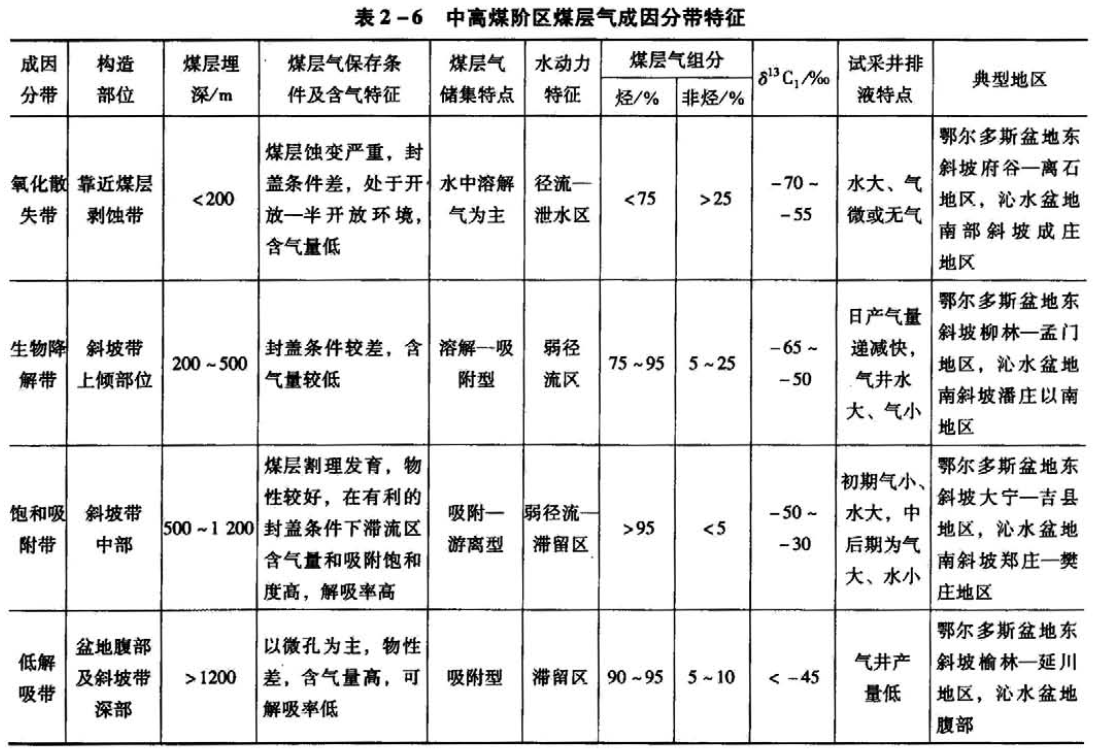 表2-6 中高煤阶区煤层气成因分带特征
成因
分带
构造
部位
煤层埋
深/m
煤层气保存条
件及含气特征
煤层气
储集特点
水动力
特征
煤层气组分
烃/%
非烃/%
δ¹³C₁/‰
试采井排
液特点
典型地区
氧化散
失带
靠近煤层
剥蚀带
<200
煤层蚀变严重，封
盖条件差，处于开
放—半开放环境，
含气量低
水中溶解
气为主
径流—
泄水区
<75
>25
-70～
-55
水大、气
微或无气
鄂尔多斯盆地东
斜坡府谷—离石
地区，沁水盆地
南部斜坡成庄
地区
生物降
解带
斜坡带
上倾部位
200～500
封盖条件较差，含
气量较低
溶解—吸
附型
弱径
流区
75～95
5～25
-65～
-50
日产气量
递减快，
气井水
大、气小
鄂尔多斯盆地东
斜坡柳林—孟门
地区，沁水盆地
南斜坡潘庄以南
地区
饱和吸
附带
斜坡带
中部
500～1 200
煤层割理发育，物
性较好，在有利的
封盖条件下滞流区
含气量和吸附饱和
度高，解吸率高
吸附—
游离型
弱径流—
滞留区
>95
<5
-50～
-30
初期气小、
水大，中
后期为气
大、水小
鄂尔多斯盆地东
斜坡大宁—吉县
地区，沁水盆地
南斜坡郑庄—樊
庄地区
低解
吸带
盆地腹部
及斜坡带
深部
>1200
以微孔为主，物性
差，含气量高，可
解吸率低
吸附型
滞留区
90～95
5～10
<-45
气井产
量低
鄂尔多斯盆地东
斜坡榆林—延川
地区，沁水盆地
腹部